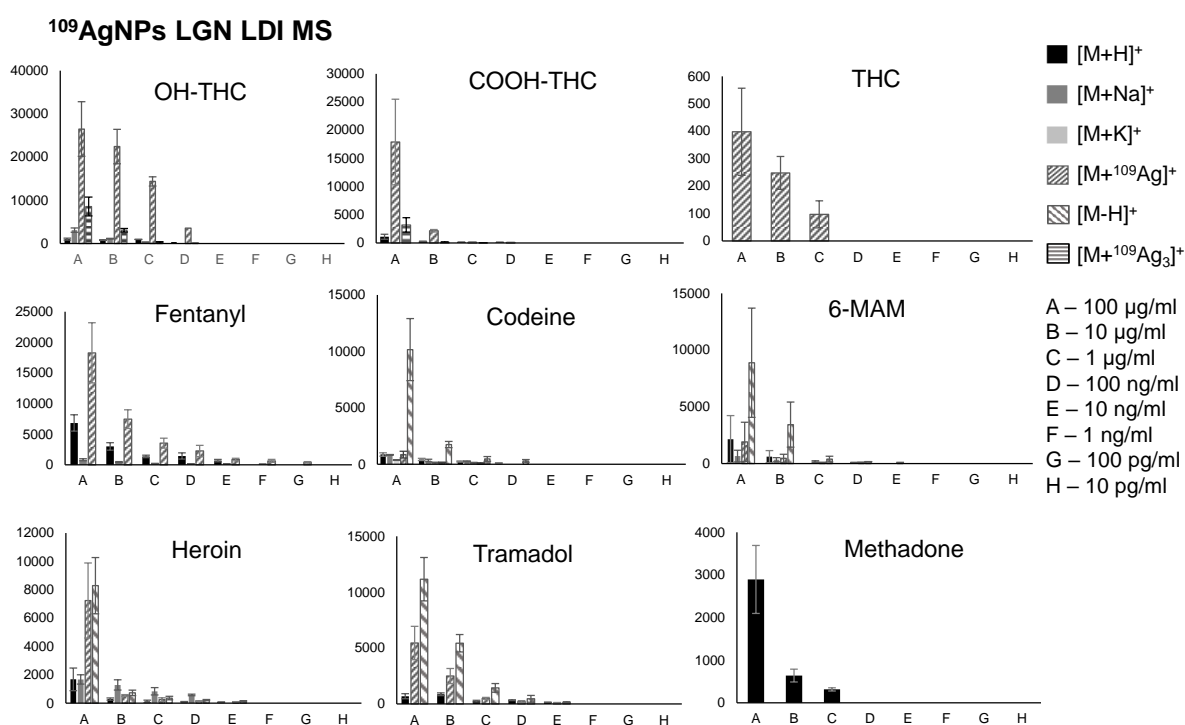 ¹⁰⁹AgNPs LGN LDI MS
OH-THC
40000
30000
20000
10000
0
A B C D E F G H
COOH-THC
30000
25000
20000
15000
10000
5000
0
A B C D E F G H
THC
600
500
400
300
200
100
0
A B C D E F G H
[M+H]⁺
[M+Na]⁺
[M+K]⁺
[M+¹⁰⁹Ag]⁺
[M-H]⁺
[M+¹⁰⁹Ag₃]⁺
Fentanyl
25000
20000
15000
10000
5000
0
A B C D E F G H
Codeine
15000
10000
5000
0
A B C D E F G H
6-MAM
15000
10000
5000
0
A B C D E F G H
A – 100 µg/ml
B – 10 µg/ml
C – 1 µg/ml
D – 100 ng/ml
E – 10 ng/ml
F – 1 ng/ml
G – 100 pg/ml
H – 10 pg/ml
Heroin
12000
10000
8000
6000
4000
2000
0
A B C D E F G H
Tramadol
15000
10000
5000
0
A B C D E F G H
Methadone
4000
3000
2000
1000
0
A B C D E F G H